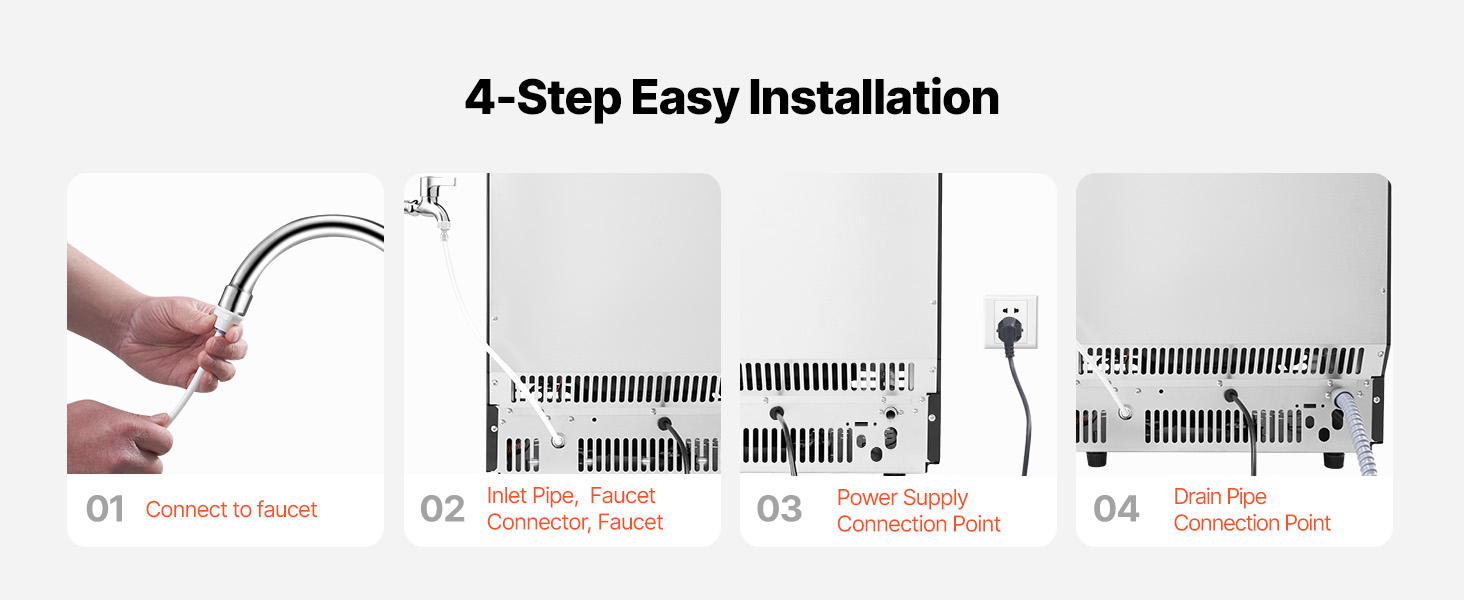 4-Step Easy Installation
01 Connect to faucet
02 Inlet Pipe, Faucet
Connector, Faucet
03 Power Supply
Connection Point
04 Drain Pipe
Connection Point